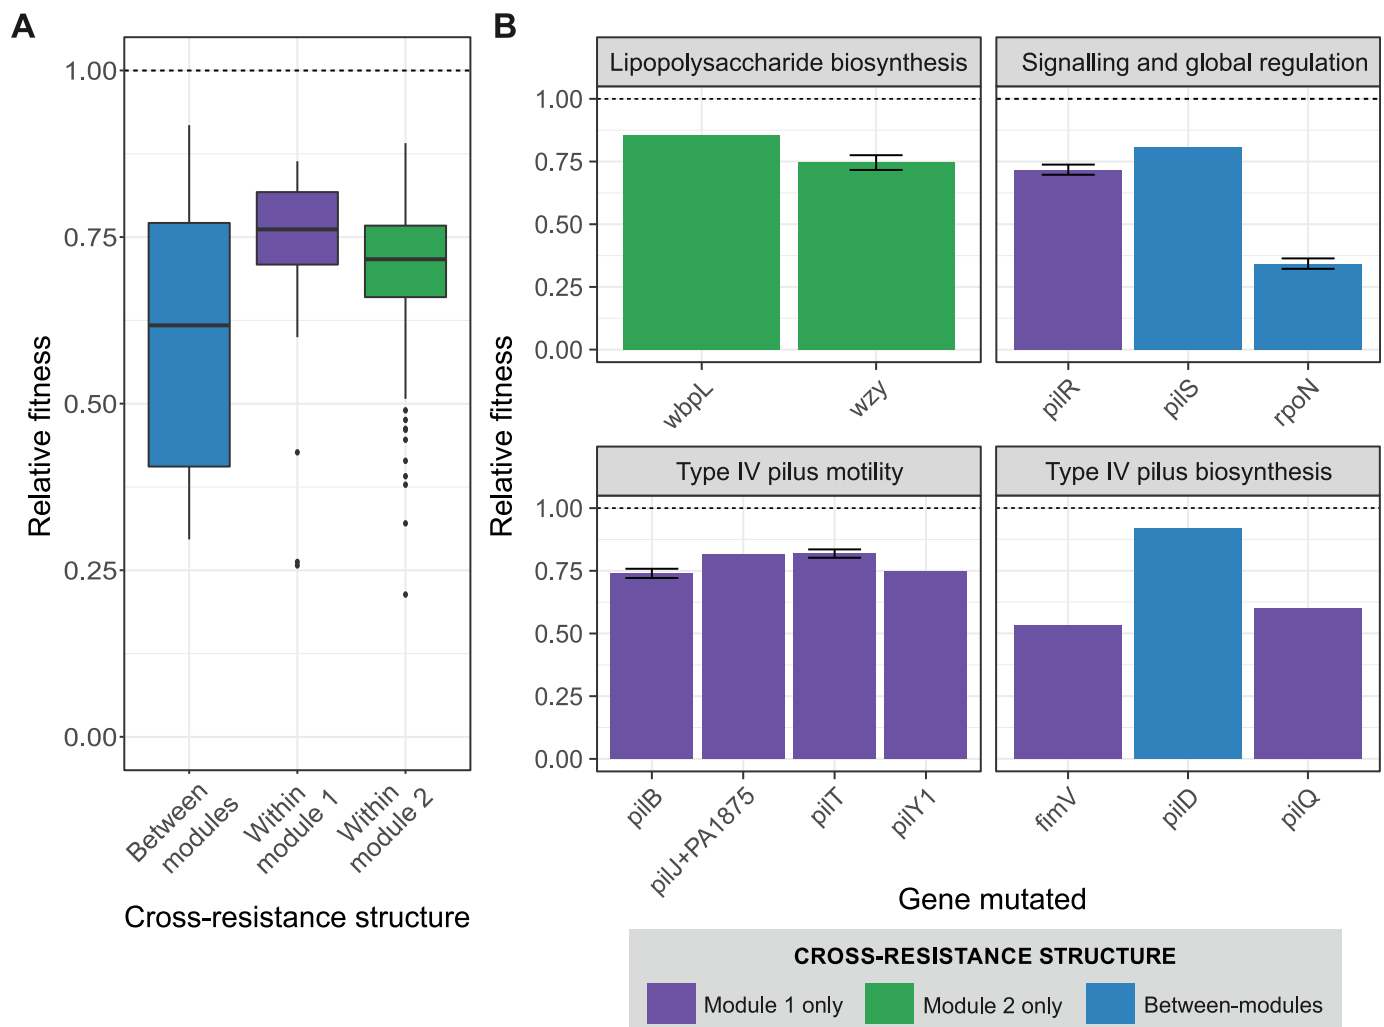 A
Relative fitness
1.00
0.75
0.50
0.25
0.00
Between
modules
Within
module 1
Within
module 2
Cross-resistance structure
B
Relative fitness
Lipopolysaccharide biosynthesis
1.00
0.75
0.50
0.25
0.00
wbpL
wzy
Signalling and global regulation
pilR
pilS
rpoN
Type IV pilus motility
1.00
0.75
0.50
0.25
0.00
pilB
pilJ+PA1875
pilT
pilY1
Type IV pilus biosynthesis
fimV
pilD
pilQ
Gene mutated
CROSS-RESISTANCE STRUCTURE
Module 1 only
Module 2 only
Between-modules